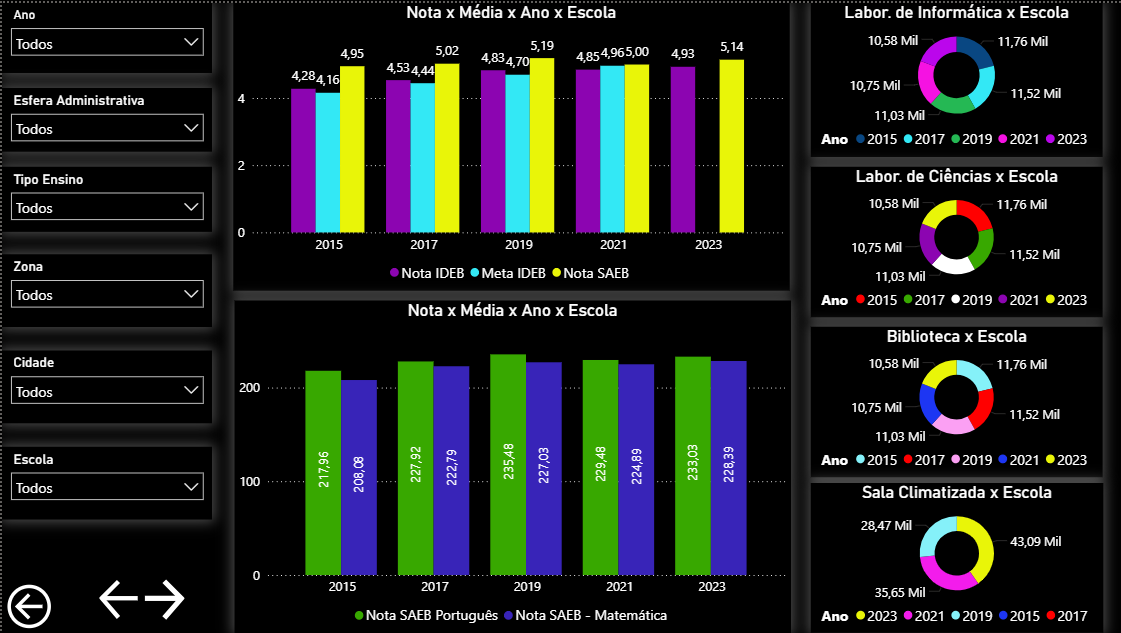 Ano
Todos
Esfera Administrativa
Todos
Tipo Ensino
Todos
Zona
Todos
Cidade
Todos
Escola
Todos
Nota x Média x Ano x Escola
4,28 4,16 4,95 4,53 4,44 5,02 4,83 4,70 5,19 4,85 4,96 5,00 4,93 5,14
4
2
0
2015 2017 2019 2021 2023
Nota IDEB Meta IDEB Nota SAEB
Nota x Média x Ano x Escola
200
100
0
217,96 208,08 227,92 222,79 235,48 227,03 229,48 224,89 233,03 228,39
2015 2017 2019 2021 2023
Nota SAEB Português Nota SAEB - Matemática
Labor. de Informática x Escola
10,58 Mil 11,76 Mil
10,75 Mil 11,52 Mil
11,03 Mil
Ano 2015 2017 2019 2021 2023
Labor. de Ciências x Escola
10,58 Mil 11,76 Mil
10,75 Mil 11,52 Mil
11,03 Mil
Ano 2015 2017 2019 2021 2023
Biblioteca x Escola
10,58 Mil 11,76 Mil
10,75 Mil 11,52 Mil
11,03 Mil
Ano 2015 2017 2019 2021 2023
Sala Climatizada x Escola
28,47 Mil 43,09 Mil
35,65 Mil
Ano 2023 2021 2019 2015 2017